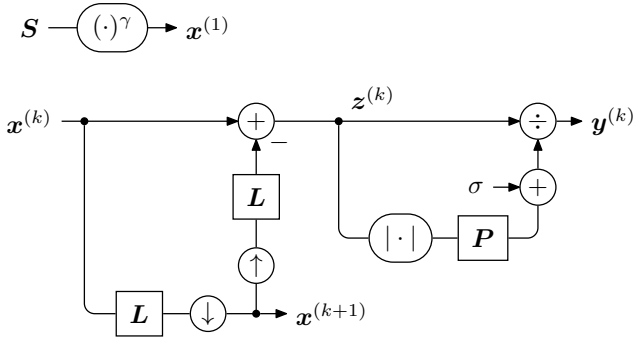 S (·)^γ x^(1)
x^(k) + − z^(k) ÷ y^(k)
L σ +
↑ |·| P
L ↓ x^(k+1)